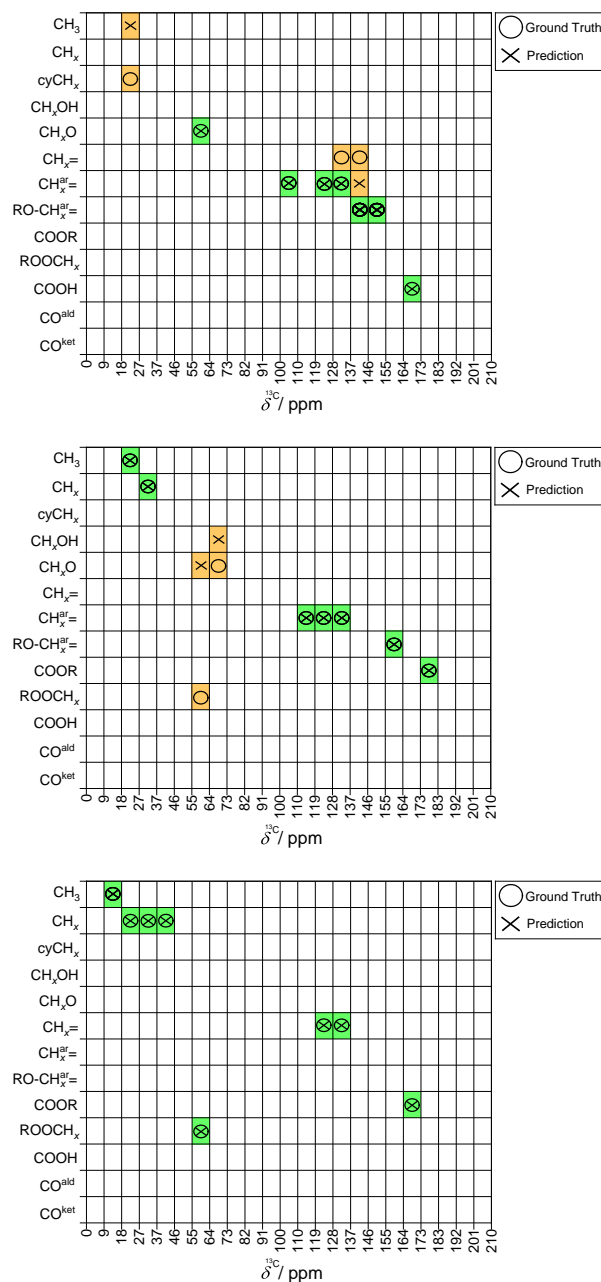 CH₃
CHₓ
cyCHₓ
CHₓOH
CHₓO
CHₓ=
CHₓᵃʳ=
RO-CHₓᵃʳ=
COOR
ROOCHₓ
COOH
COᵃˡᵈ
COᵏᵉᵗ
0 9 18 27 37 46 55 64 73 82 91 100 110 119 128 137 146 155 164 173 183 192 201 210
δ¹³C/ ppm
Ground Truth
Prediction
CH₃
CHₓ
cyCHₓ
CHₓOH
CHₓO
CHₓ=
CHₓᵃʳ=
RO-CHₓᵃʳ=
COOR
ROOCHₓ
COOH
COᵃˡᵈ
COᵏᵉᵗ
0 9 18 27 37 46 55 64 73 82 91 100 110 119 128 137 146 155 164 173 183 192 201 210
δ¹³C/ ppm
Ground Truth
Prediction
CH₃
CHₓ
cyCHₓ
CHₓOH
CHₓO
CHₓ=
CHₓᵃʳ=
RO-CHₓᵃʳ=
COOR
ROOCHₓ
COOH
COᵃˡᵈ
COᵏᵉᵗ
0 9 18 27 37 46 55 64 73 82 91 100 110 119 128 137 146 155 164 173 183 192 201 210
δ¹³C/ ppm
Ground Truth
Prediction